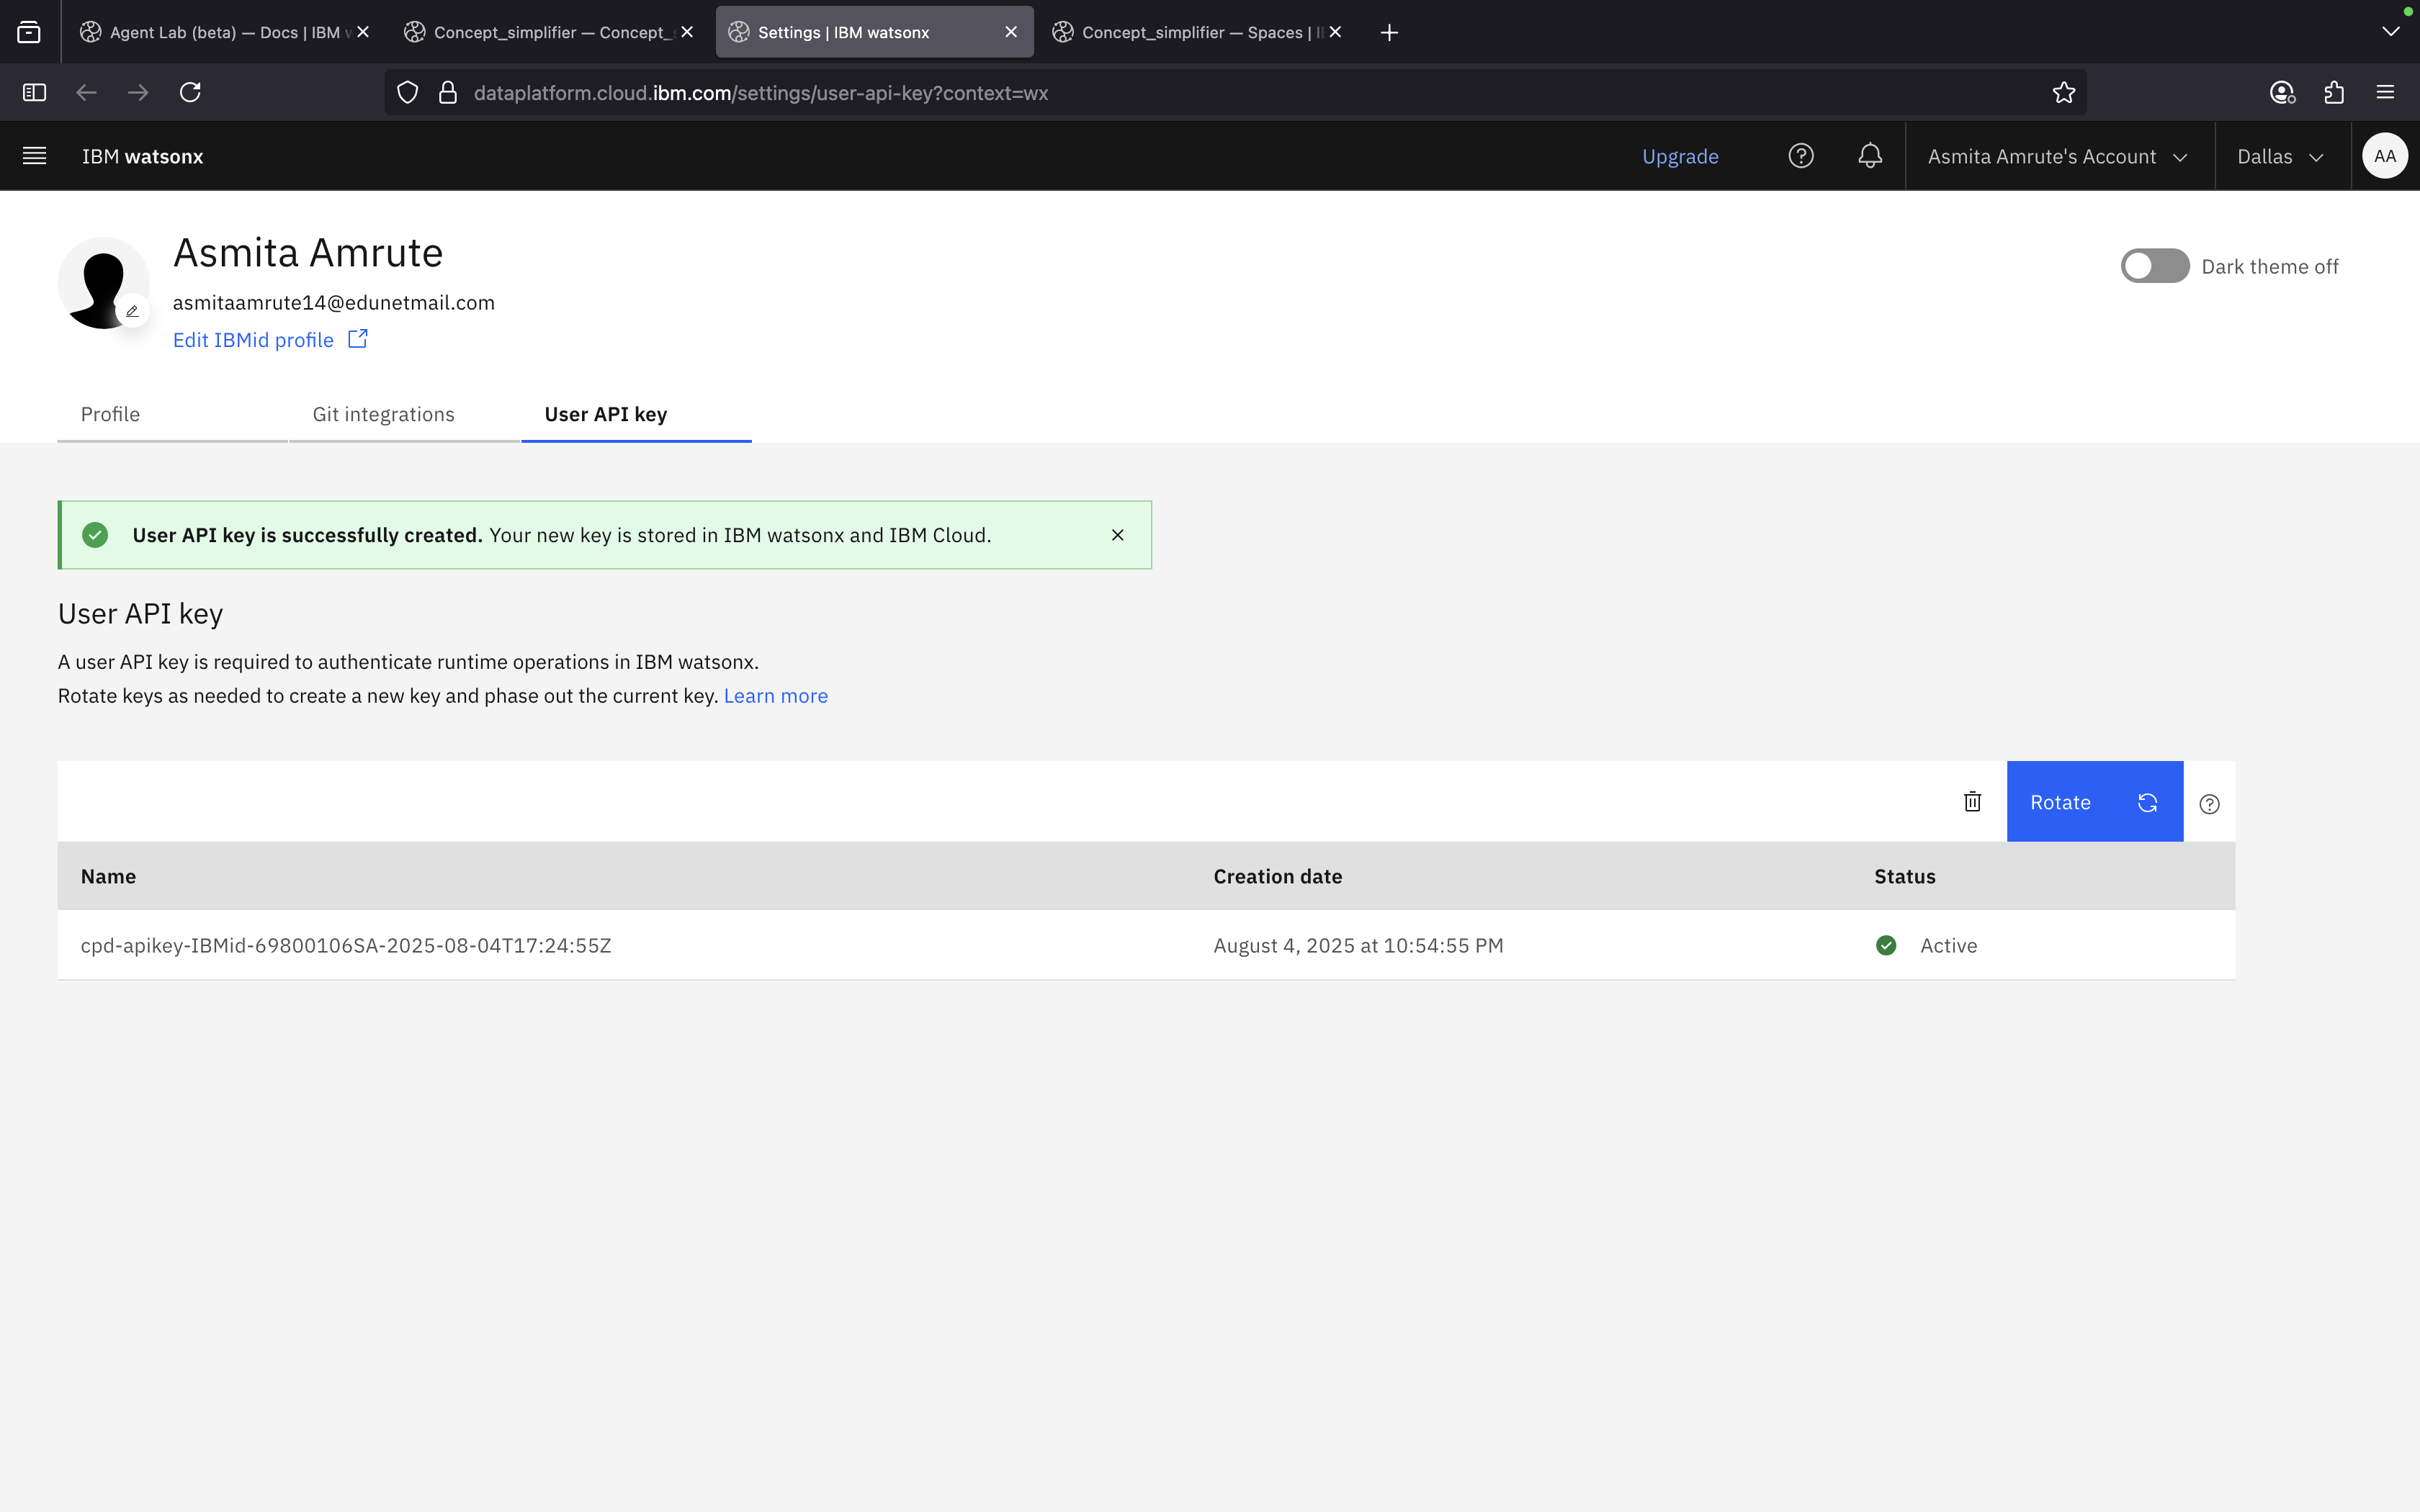 Agent Lab (beta) — Docs | IBM
Concept_simplifier — Concept_
Settings | IBM watsonx
Concept_simplifier — Spaces |
dataplatform.cloud.ibm.com/settings/user-api-key?context=wx
IBM watsonx
Upgrade
Asmita Amrute's Account
Dallas
AA
Asmita Amrute
asmitaamrute14@edunetmail.com
Edit IBMid profile
Dark theme off
Profile
Git integrations
User API key
User API key is successfully created. Your new key is stored in IBM watsonx and IBM Cloud.
User API key
A user API key is required to authenticate runtime operations in IBM watsonx.
Rotate keys as needed to create a new key and phase out the current key. Learn more
Rotate
Name
Creation date
Status
cpd-apikey-IBMid-69800106SA-2025-08-04T17:24:55Z
August 4, 2025 at 10:54:55 PM
Active